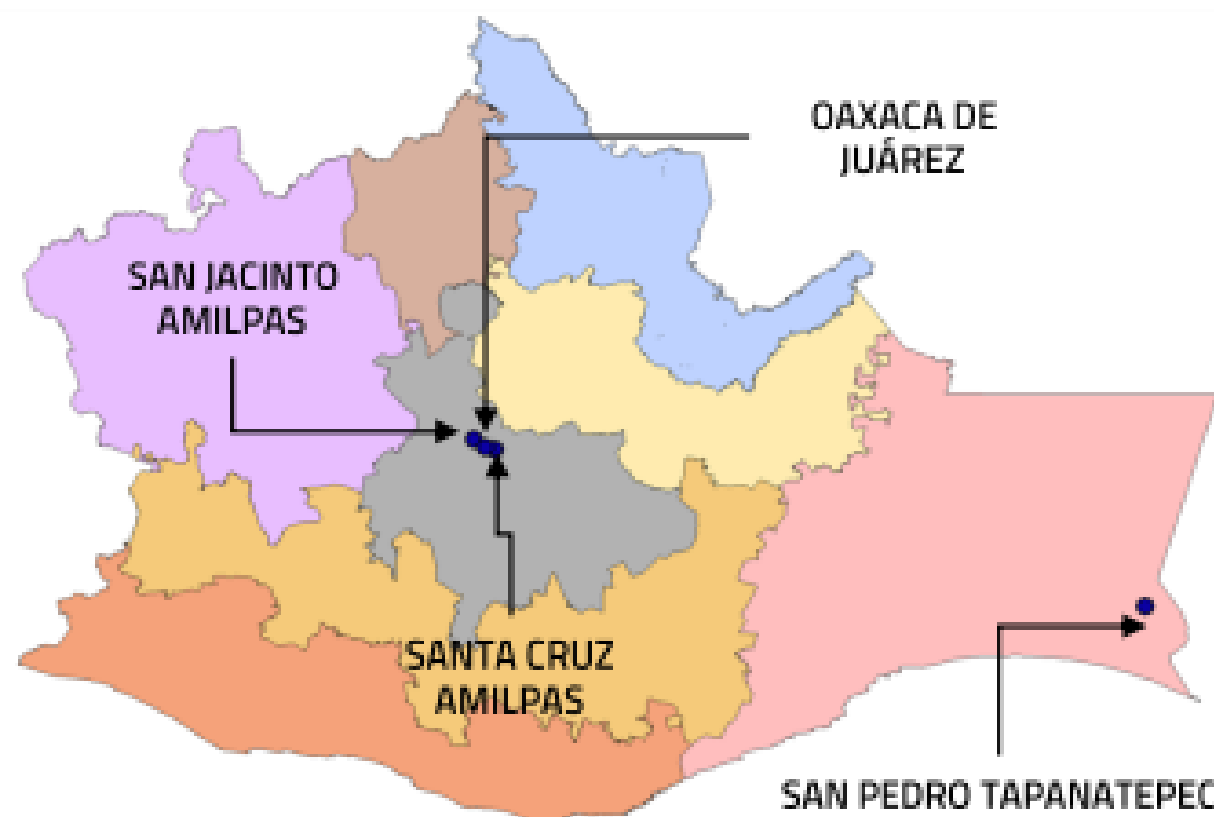 OAXACA DE
JUÁREZ
SAN JACINTO
AMILPAS
SANTA CRUZ
AMILPAS
SAN PEDRO TAPANATEPEC